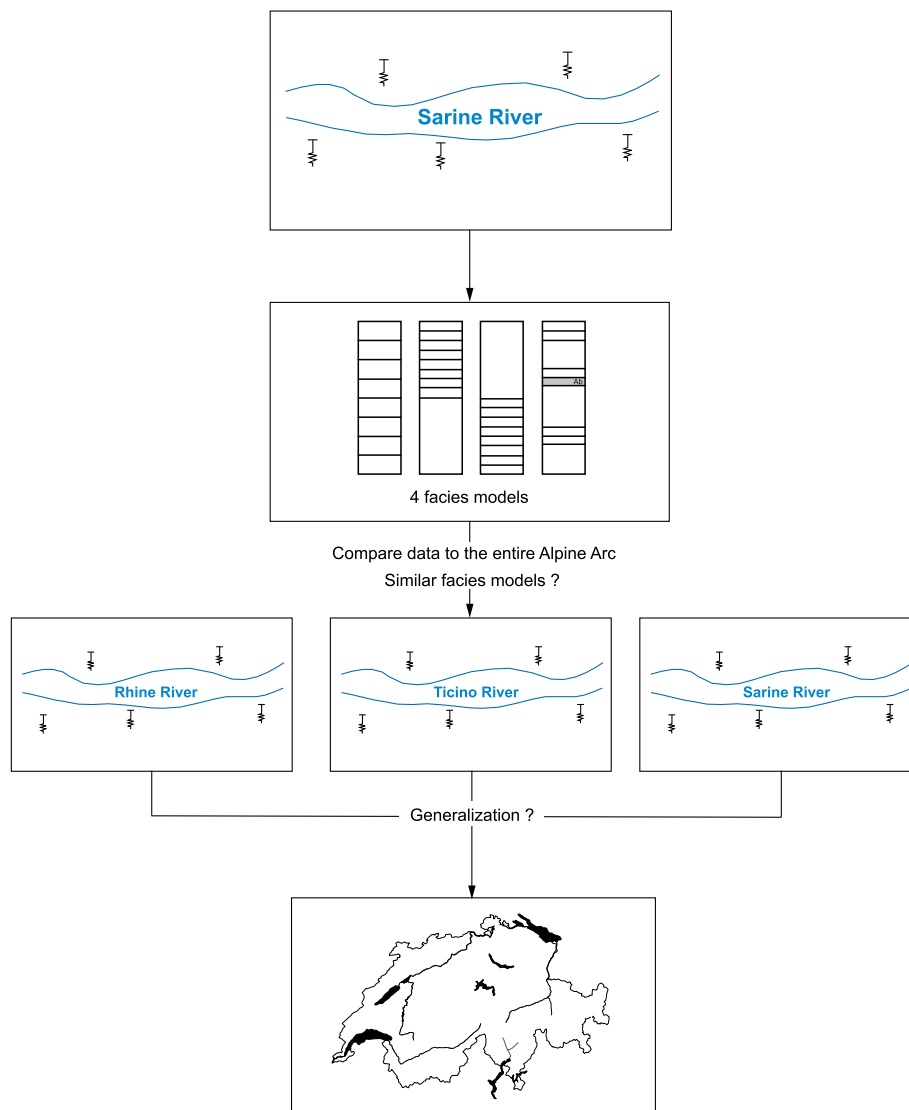 Sarine River
Ab
4 facies models
Compare data to the entire Alpine Arc
Similar facies models ?
Rhine River
Ticino River
Sarine River
Generalization ?